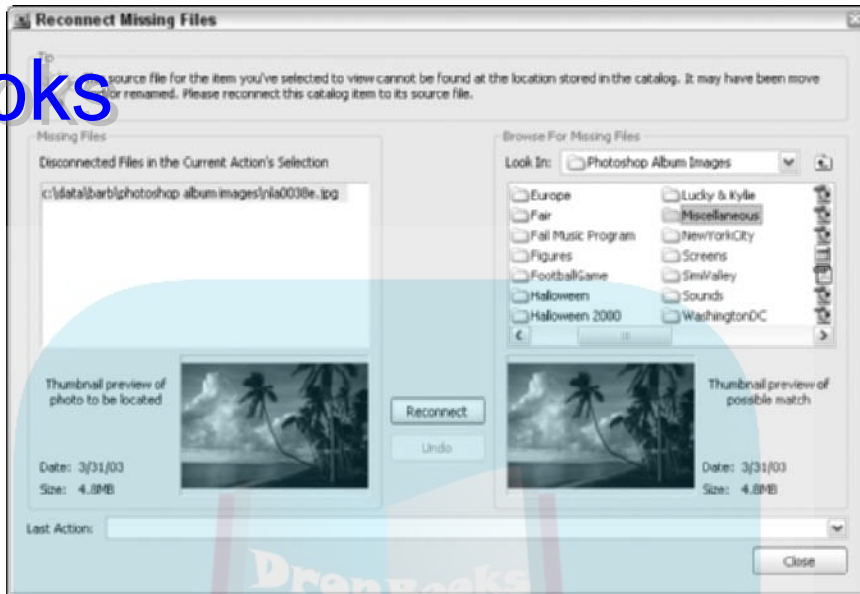 Reconnect Missing Files
Tip
source file for the item you've selected to view cannot be found at the location stored in the catalog. It may have been move
/or renamed. Please reconnect this catalog item to its source file.
oks
Missing Files
Disconnected Files in the Current Action's Selection
c:\data\barb\photoshop album images\nla0038e.jpg
Thumbnail preview of
photo to be located
Date: 3/31/03
Size: 4.8MB
Reconnect
Undo
Browse For Missing Files
Look In: Photoshop Album Images
Europe
Fair
Fall Music Program
Figures
FootballGame
Halloween
Halloween 2000
Lucky & Kylie
Miscellaneous
NewYorkCity
Screens
SimiValley
Sounds
WashingtonDC
Thumbnail preview of
possible match
Date: 3/31/03
Size: 4.8MB
Last Action:
Close
DropBooks